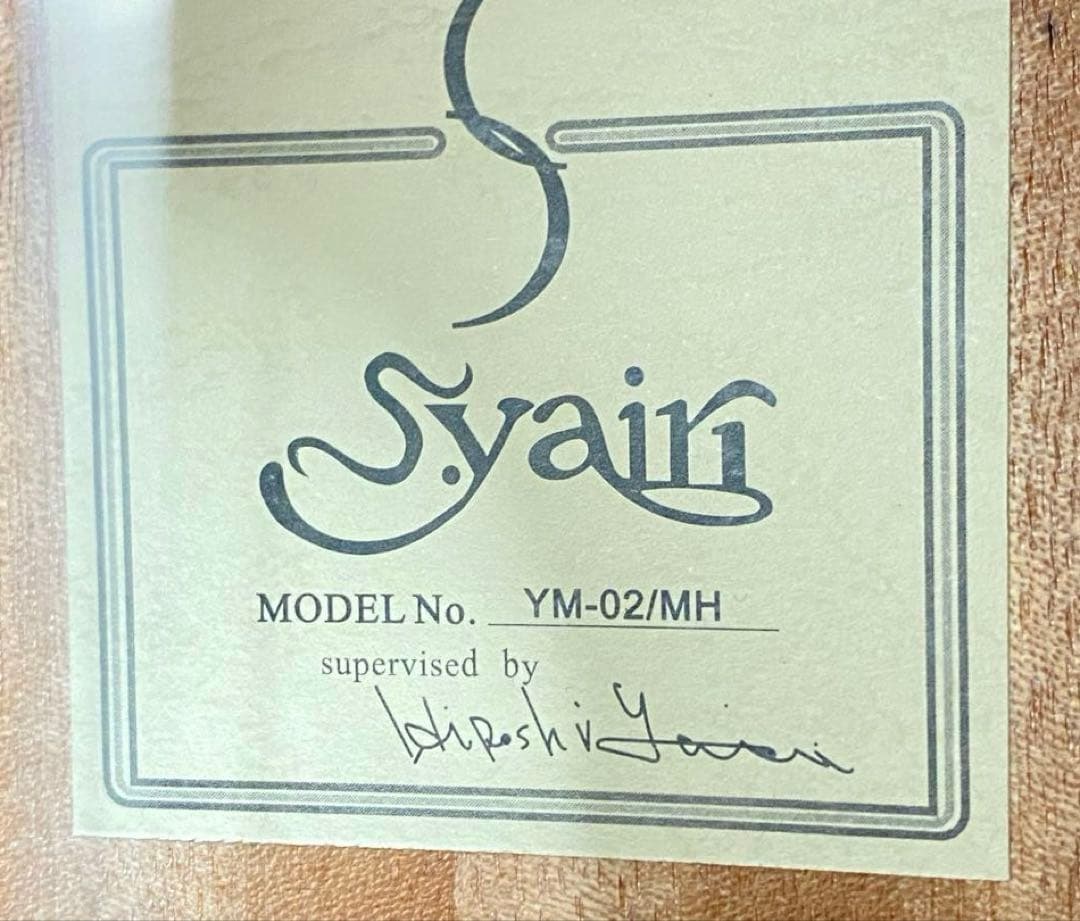 S.yairi
MODEL No. YM-02/MH
supervised by
Hiroshi Yairi